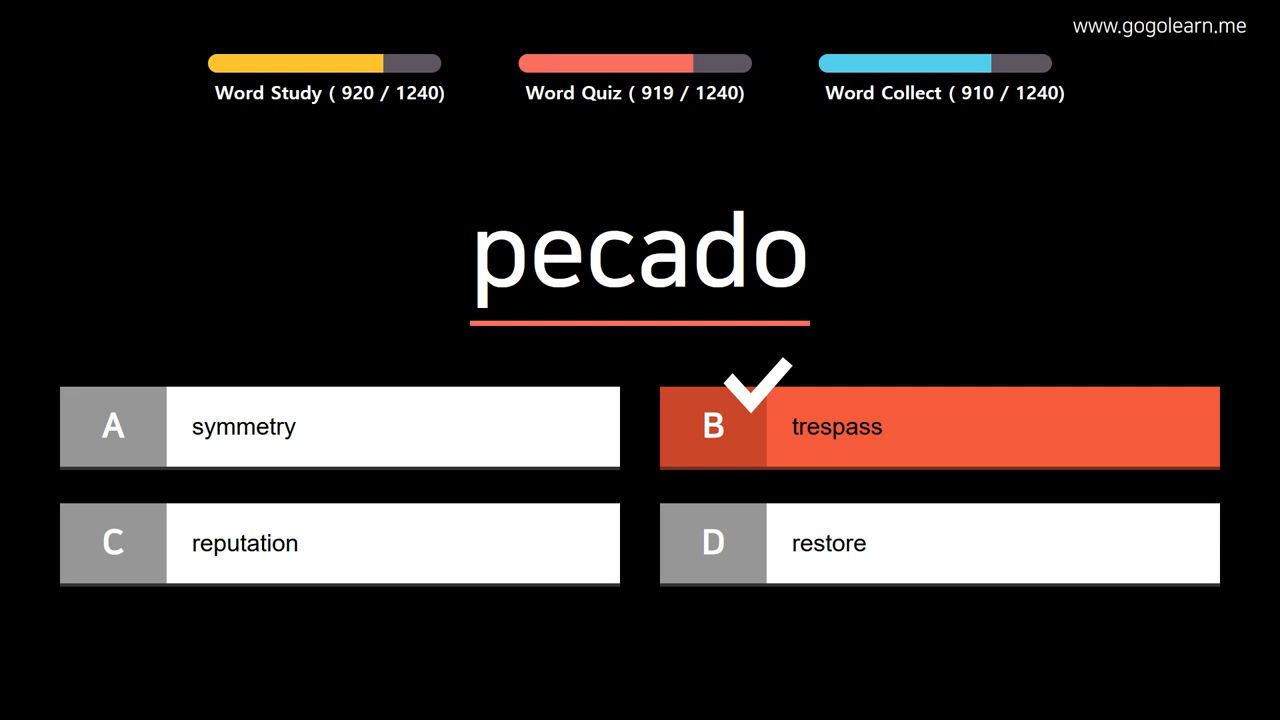 www.gogolearn.me
Word Study ( 920 / 1240)
Word Quiz ( 919 / 1240)
Word Collect ( 910 / 1240)
pecado
A symmetry
B trespass
C reputation
D restore